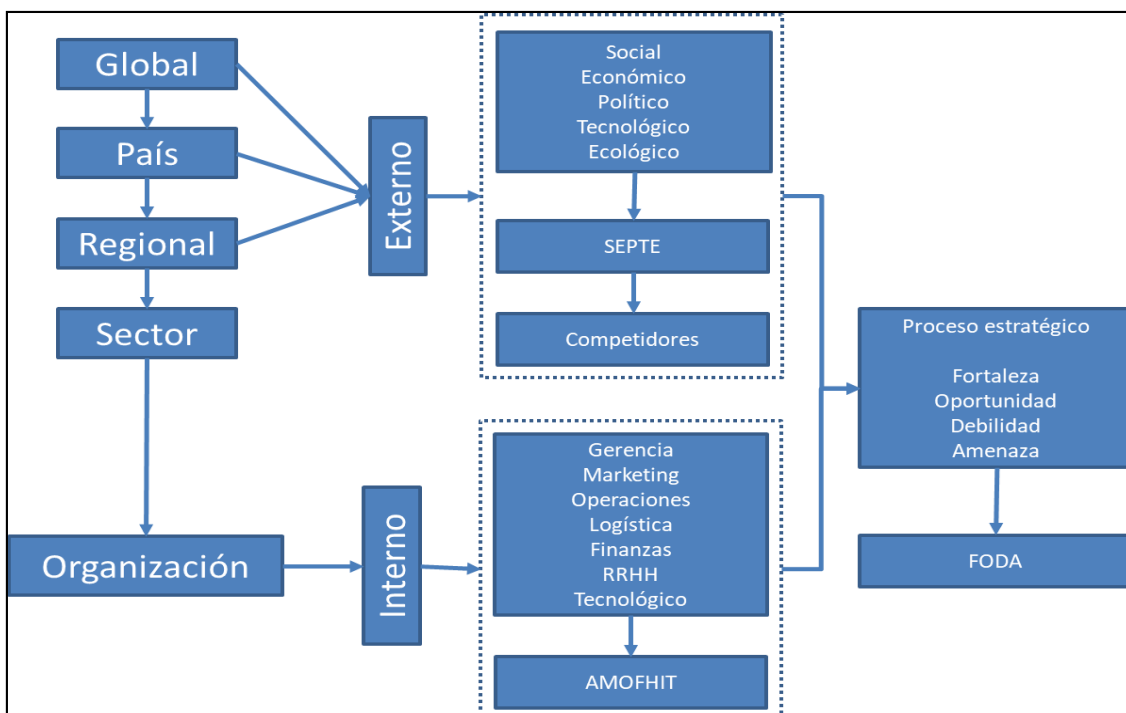 Global
País
Regional
Sector
Organización
Externo
Interno
Social
Económico
Político
Tecnológico
Ecológico
SEPTE
Competidores
Gerencia
Marketing
Operaciones
Logística
Finanzas
RRHH
Tecnológico
AMOFHIT
Proceso estratégico
Fortaleza
Oportunidad
Debilidad
Amenaza
FODA